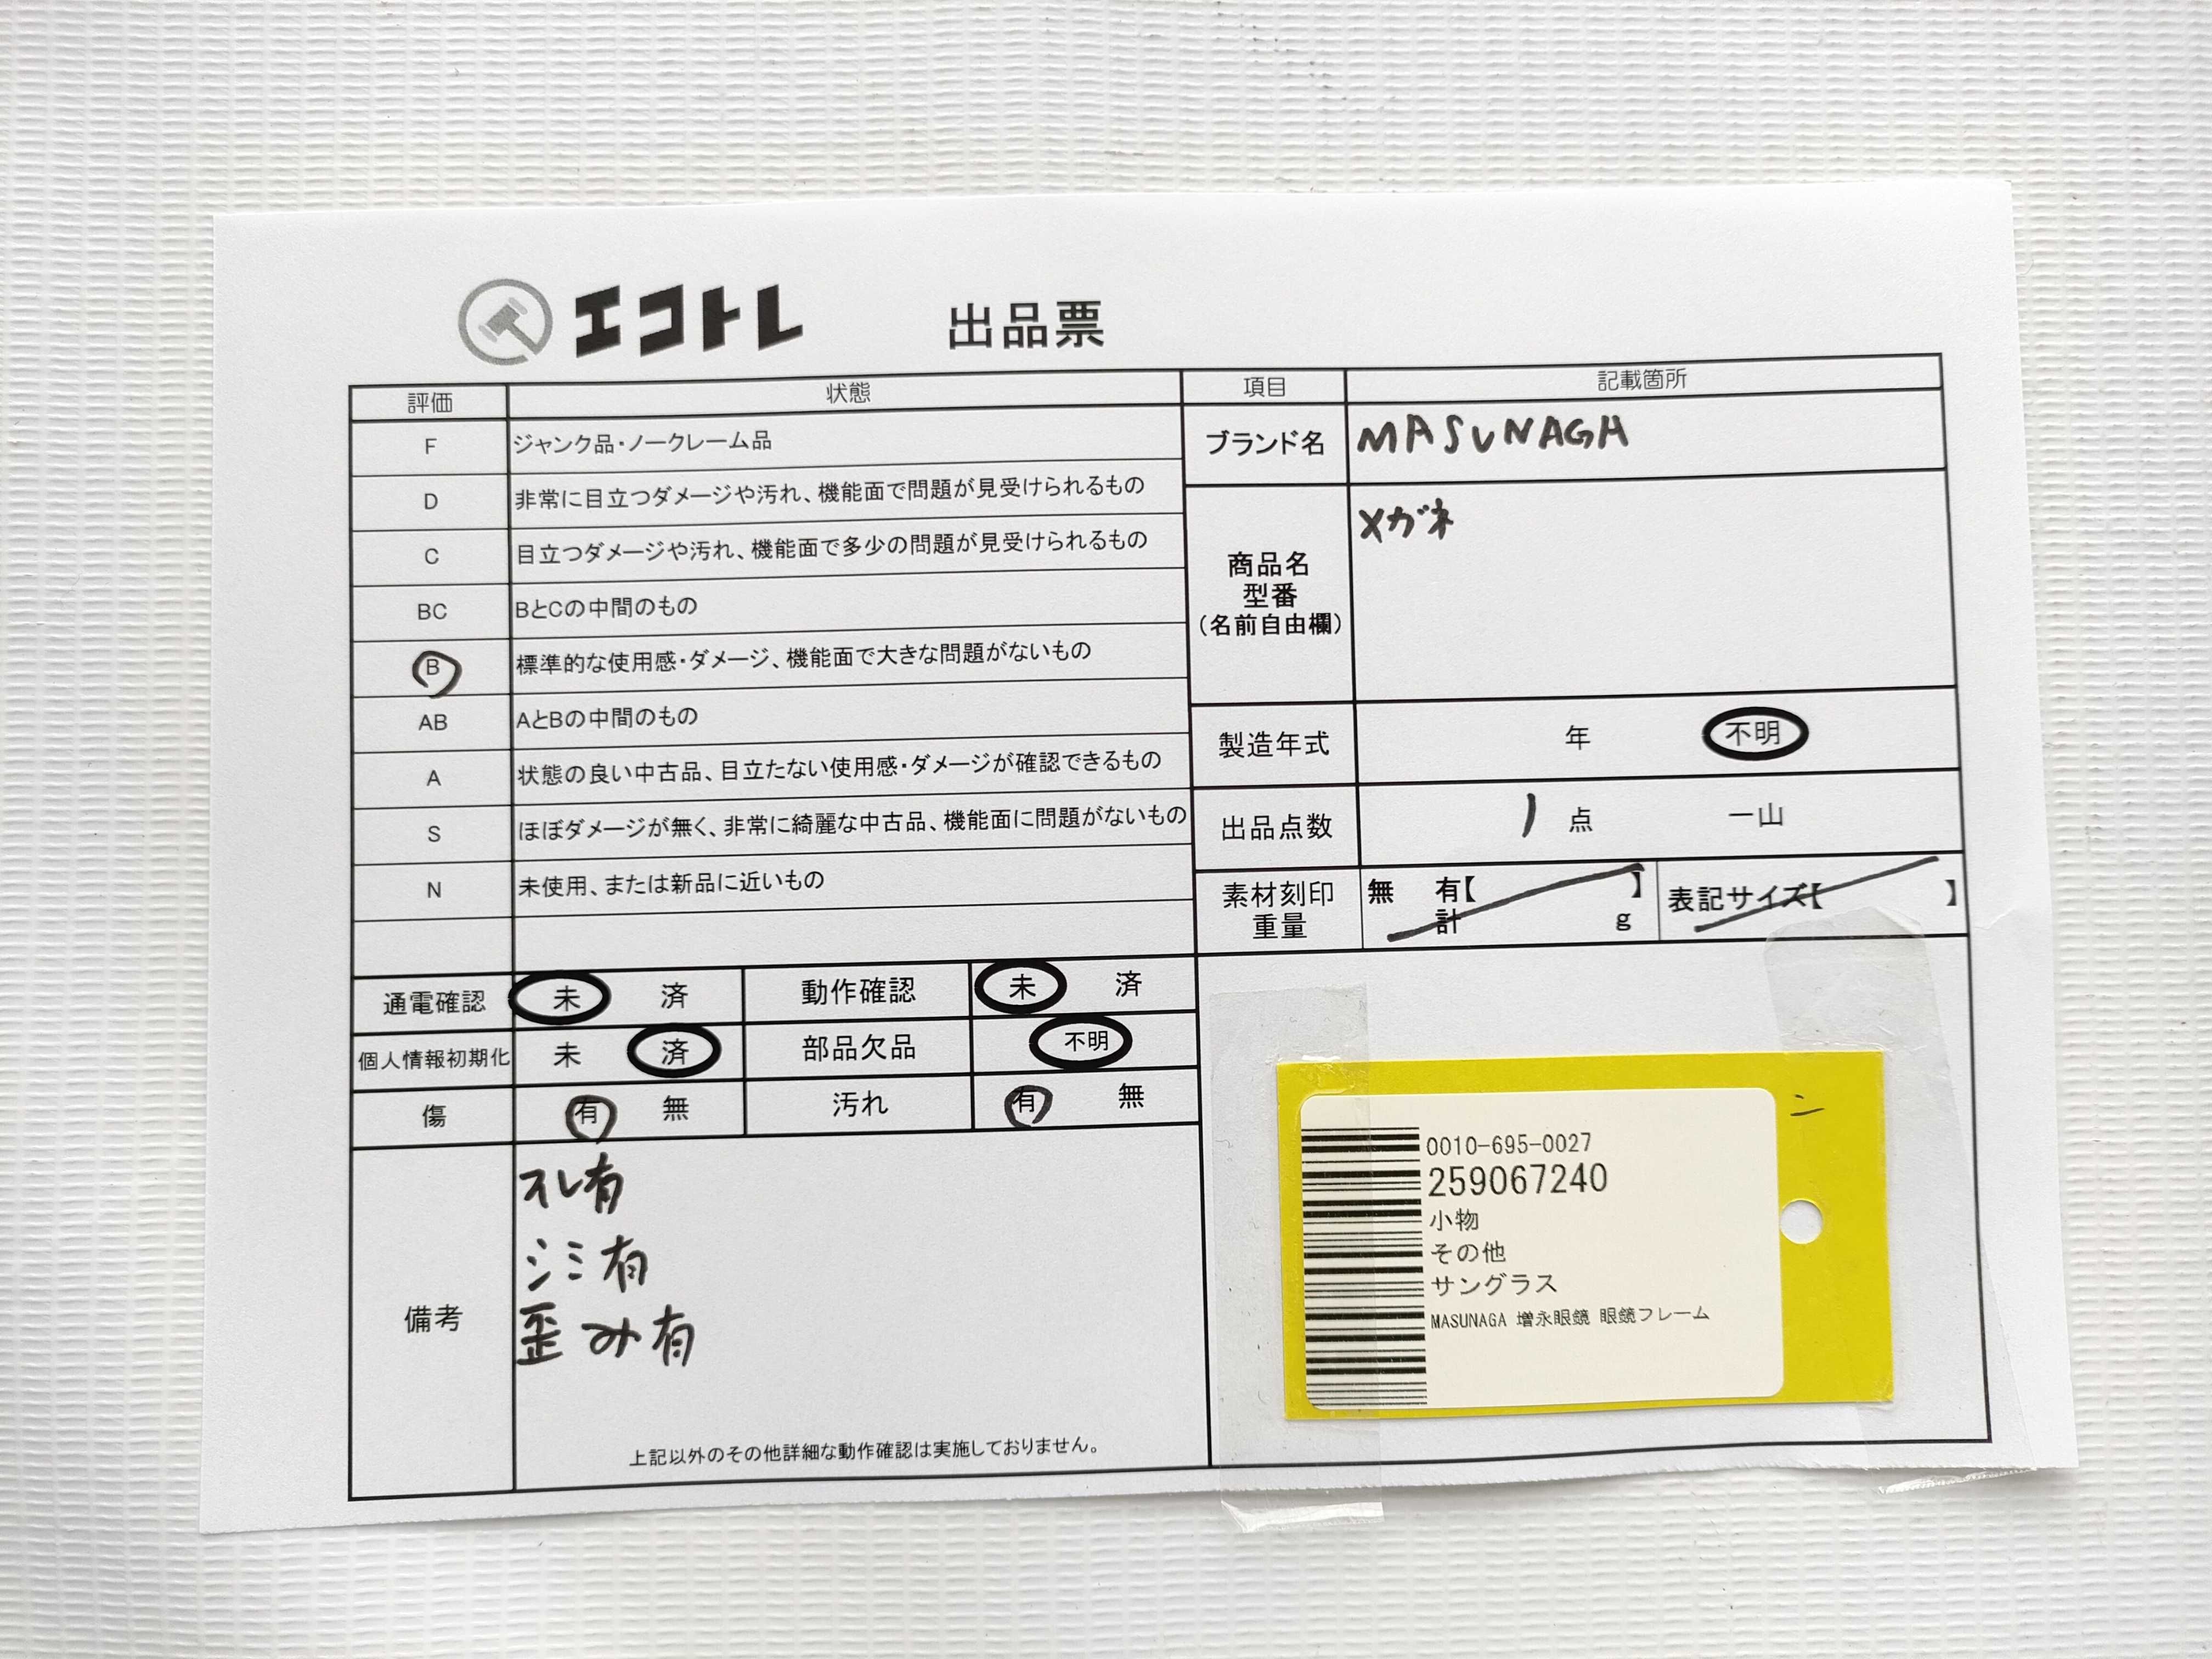 エコトレ 出品票
評価 状態 項目 記載箇所
F ジャンク品・ノークレーム品
D 非常に目立つダメージや汚れ、機能面で問題が見受けられるもの
C 目立つダメージや汚れ、機能面で多少の問題が見受けられるもの
BC BとCの中間のもの
B 標準的な使用感・ダメージ、機能面で大きな問題がないもの
AB AとBの中間のもの
A 状態の良い中古品、目立たない使用感・ダメージが確認できるもの
S ほぼダメージが無く、非常に綺麗な中古品、機能面に問題がないもの
N 未使用、または新品に近いもの
ブランド名 MASUNAGA
商品名
型番
(名前自由欄)
メガネ
製造年式 年 不明
出品点数 1 点 一山
素材刻印 無 有【 】 表記サイズ【 】
重量 計 g
通電確認 未 済 動作確認 未 済
個人情報初期化 未 済 部品欠品 不明
傷 有 無 汚れ 有 無
備考
スレ有
シミ有
歪み有
上記以外のその他詳細な動作確認は実施しておりません。
0010-695-0027
259067240
小物
その他
サングラス
MASUNAGA 増永眼鏡 眼鏡フレーム